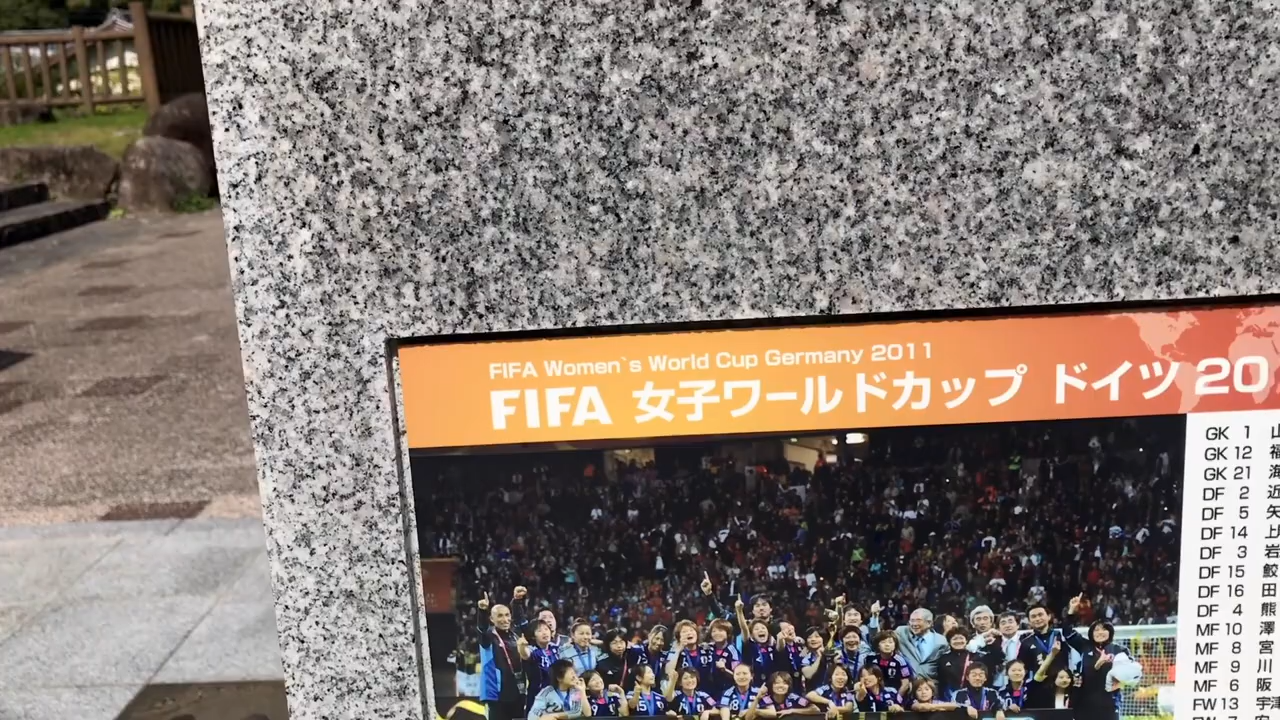 FIFA Women`s World Cup Germany 2011
FIFA 女子ワールドカップ ドイツ 20
GK 1 山
GK 12 福
GK 21 海
DF 2 近
DF 5 矢
DF 14 上
DF 3 岩
DF 15 鮫
DF 16 田
DF 4 熊
MF 10 澤
MF 8 宮
MF 9 川
MF 6 阪
FW 13 宇津